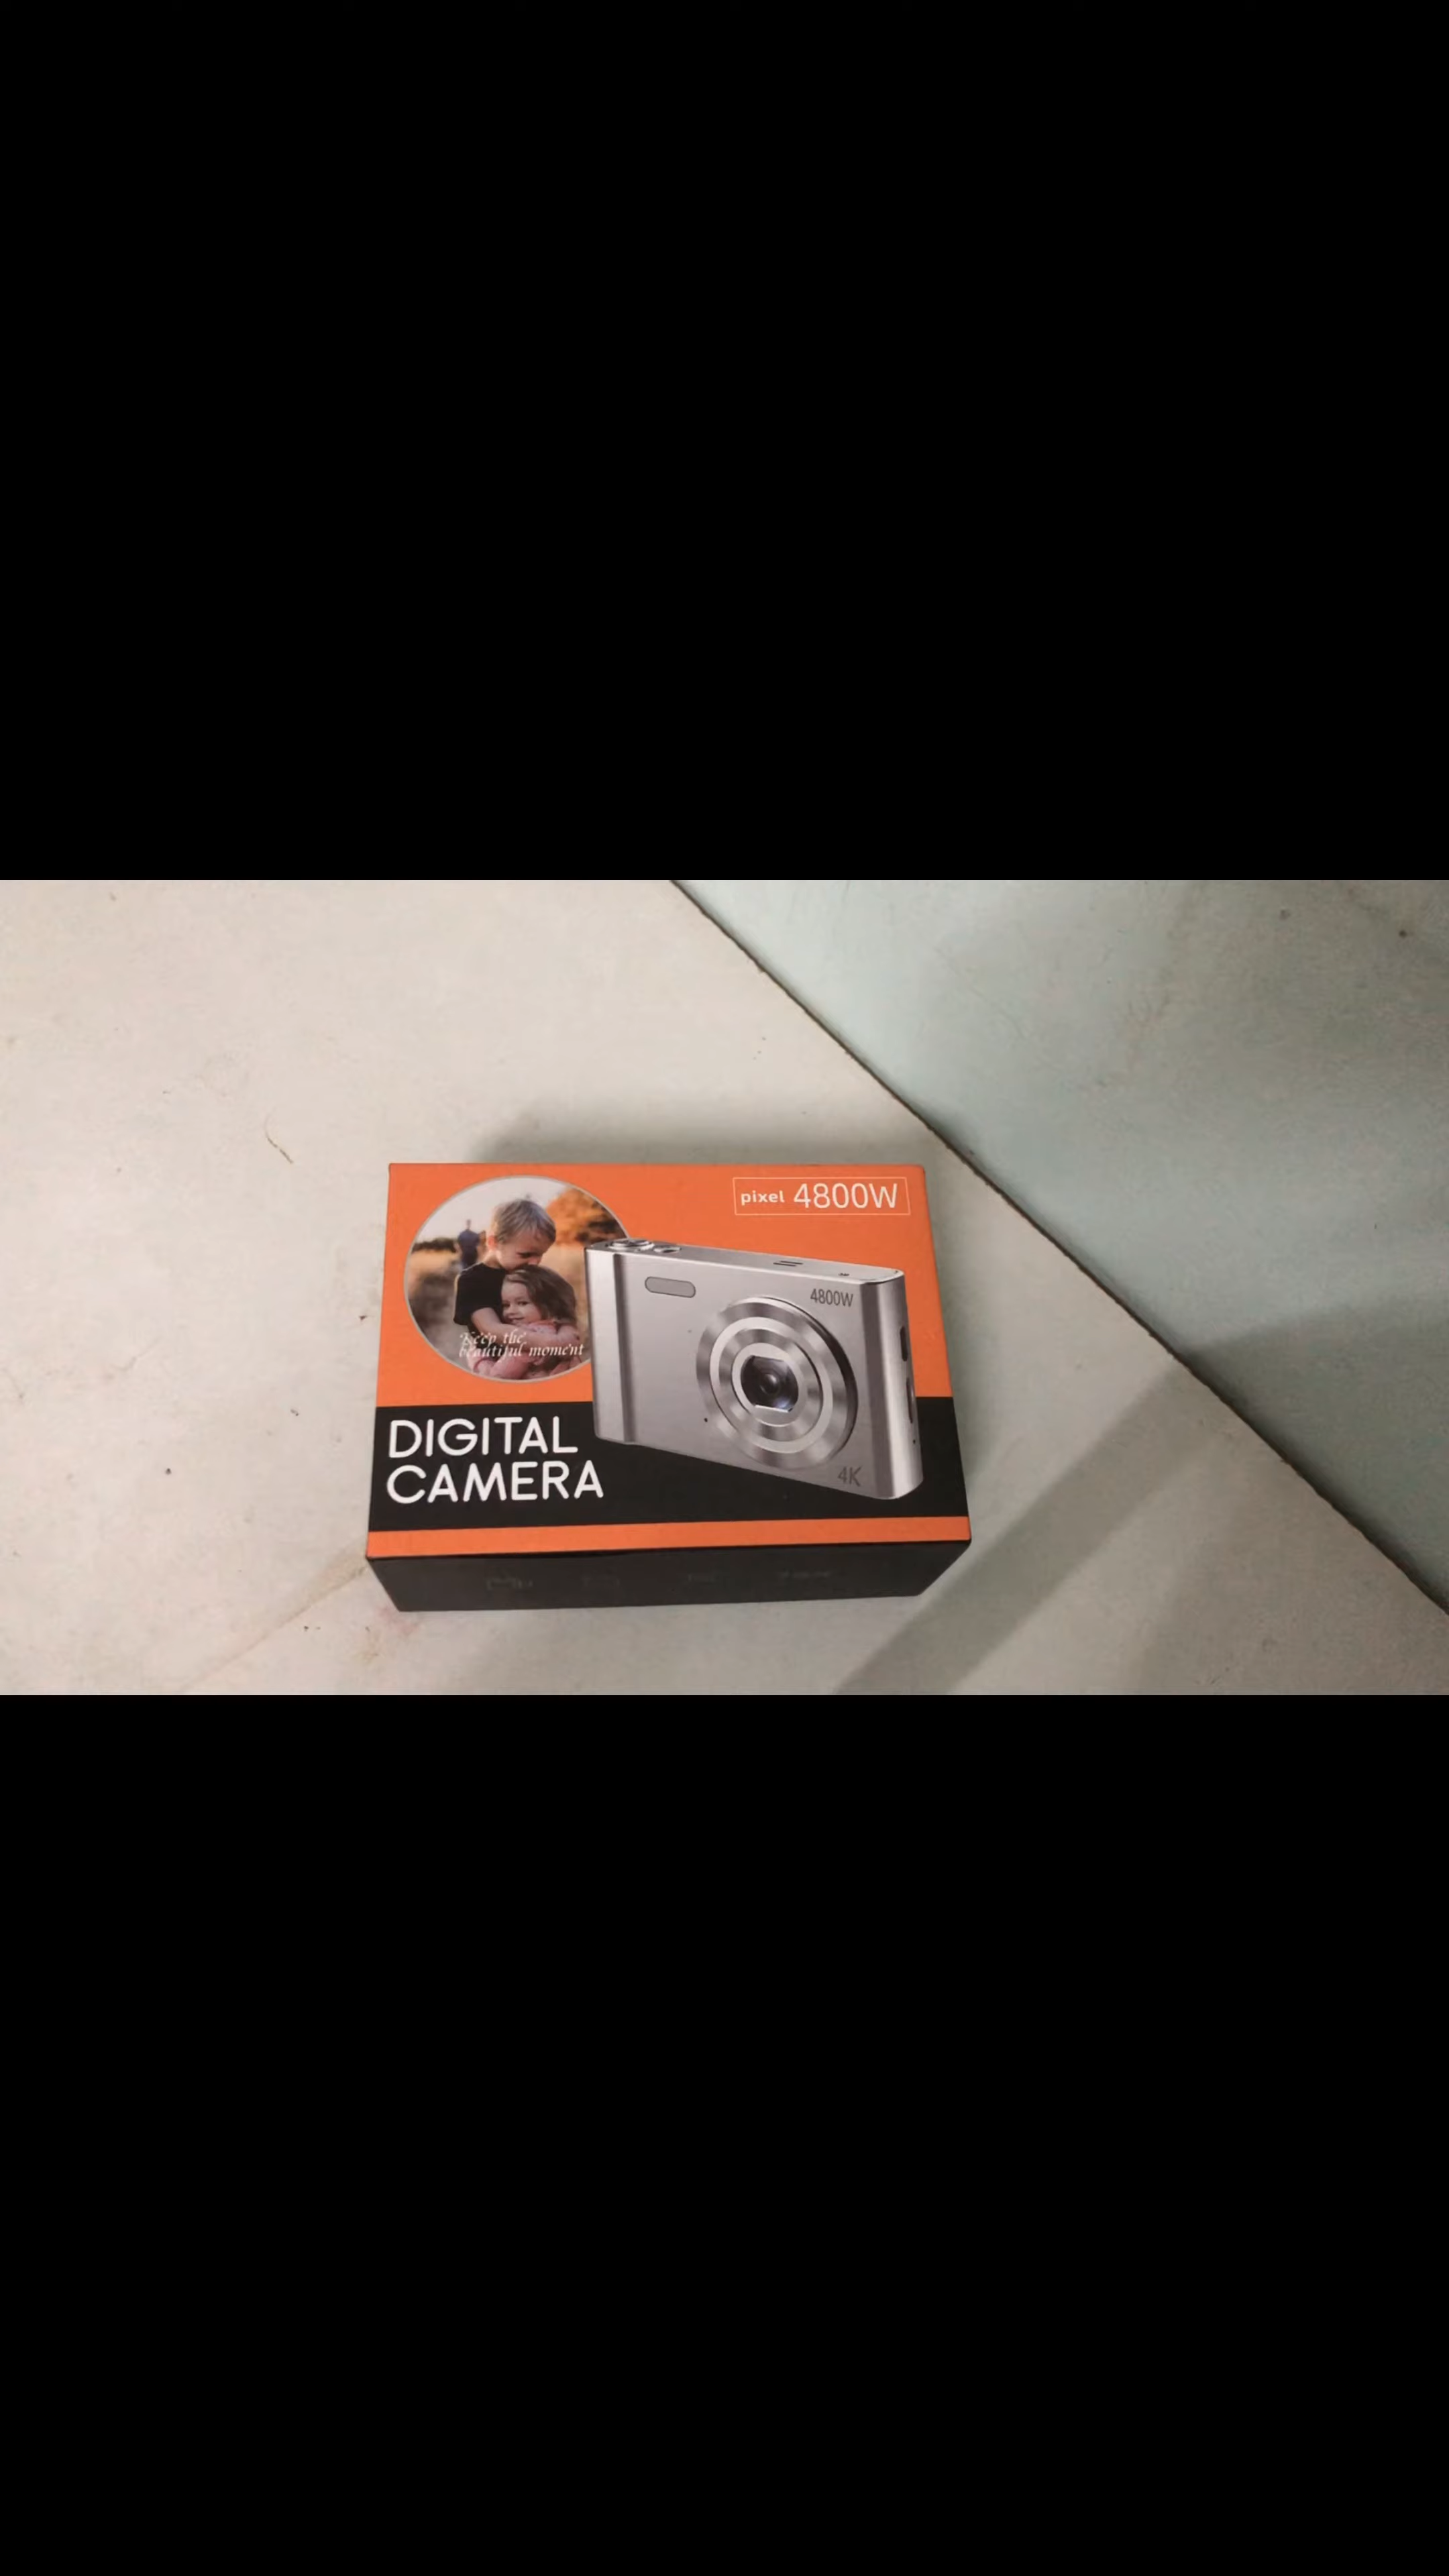 pixel 4800W
4800W
Keep the
beautiful moment
DIGITAL
CAMERA
4K